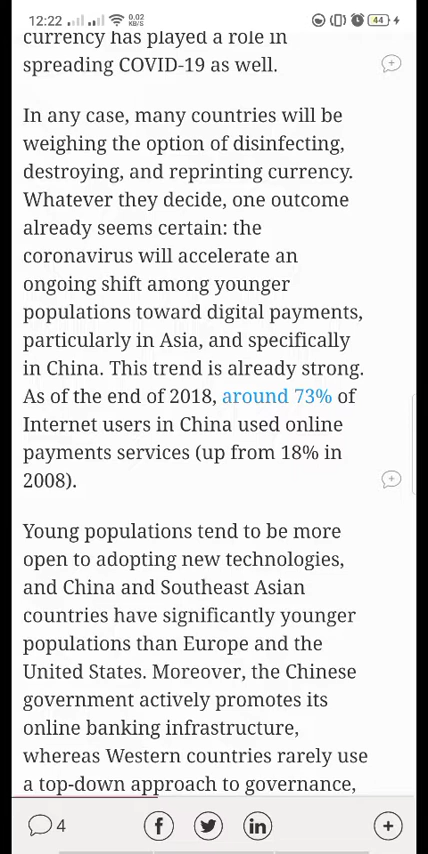 12:22
0.02
KB/S
44
currency has played a role in
spreading COVID-19 as well.
In any case, many countries will be
weighing the option of disinfecting,
destroying, and reprinting currency.
Whatever they decide, one outcome
already seems certain: the
coronavirus will accelerate an
ongoing shift among younger
populations toward digital payments,
particularly in Asia, and specifically
in China. This trend is already strong.
As of the end of 2018, around 73% of
Internet users in China used online
payments services (up from 18% in
2008).
Young populations tend to be more
open to adopting new technologies,
and China and Southeast Asian
countries have significantly younger
populations than Europe and the
United States. Moreover, the Chinese
government actively promotes its
online banking infrastructure,
whereas Western countries rarely use
a top-down approach to governance,
4